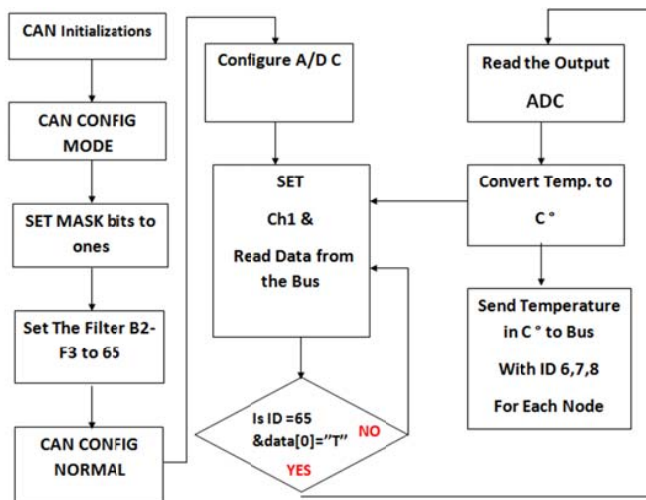 CAN Initializations
CAN CONFIG
MODE
SET MASK bits to
ones
Set The Filter B2-
F3 to 65
CAN CONFIG
NORMAL
Configure A/D C
SET
Ch1 &
Read Data from
the Bus
Is ID =65
&data[0]=”T”
NO
YES
Read the Output
ADC
Convert Temp. to
C °
Send Temperature
in C ° to Bus
With ID 6,7,8
For Each Node